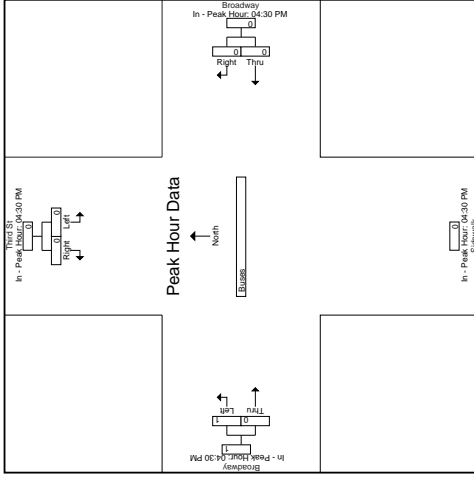 Broadway
In - Peak Hour: 04:30 PM
0
0 0
Right Thru
Third St
In - Peak Hour: 04:30 PM
0
0 0
Right Left
Peak Hour Data
North
Buses
0
In - Peak Hour: 04:30 PM
Sidewalk
Left Thru
1 0
1
In - Peak Hour: 04:30 PM
Broadway